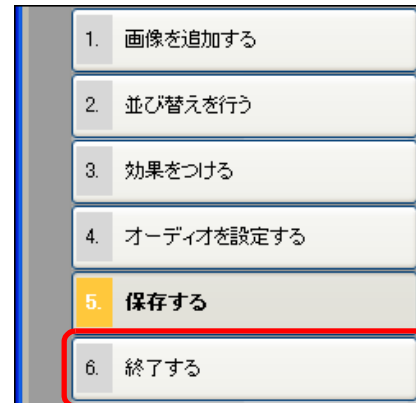 1. 画像を追加する
2. 並び替えを行う
3. 効果をつける
4. オーディオを設定する
5. 保存する
6. 終了する